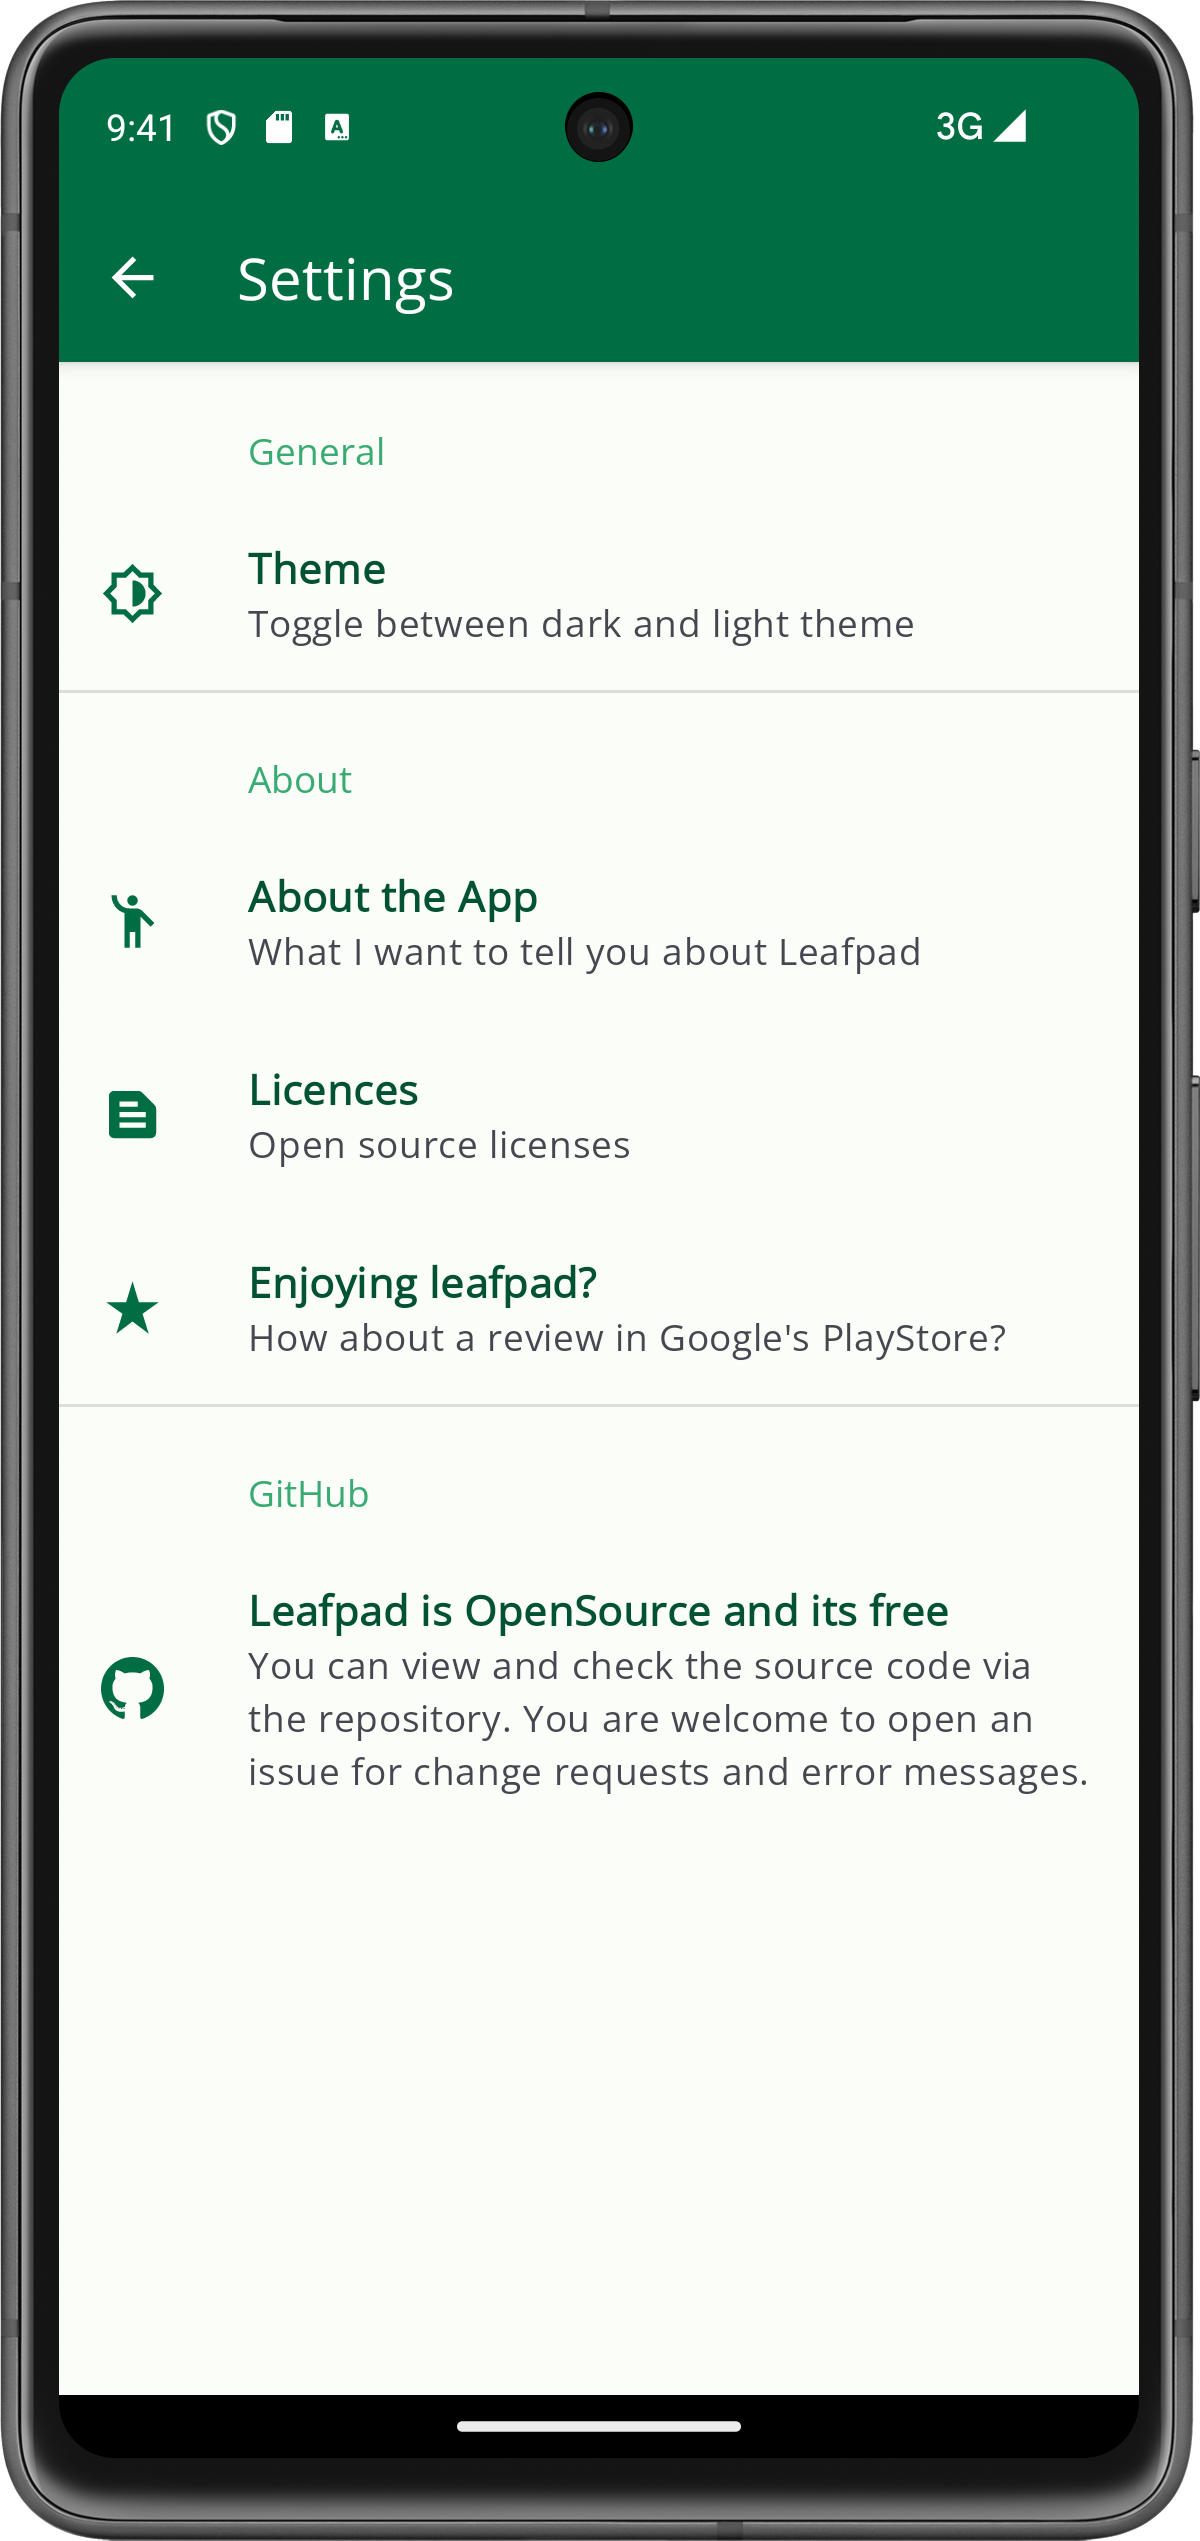 9:41
3G
Settings
General
Theme
Toggle between dark and light theme
About
About the App
What I want to tell you about Leafpad
Licences
Open source licenses
Enjoying leafpad?
How about a review in Google's PlayStore?
GitHub
Leafpad is OpenSource and its free
You can view and check the source code via
the repository. You are welcome to open an
issue for change requests and error messages.